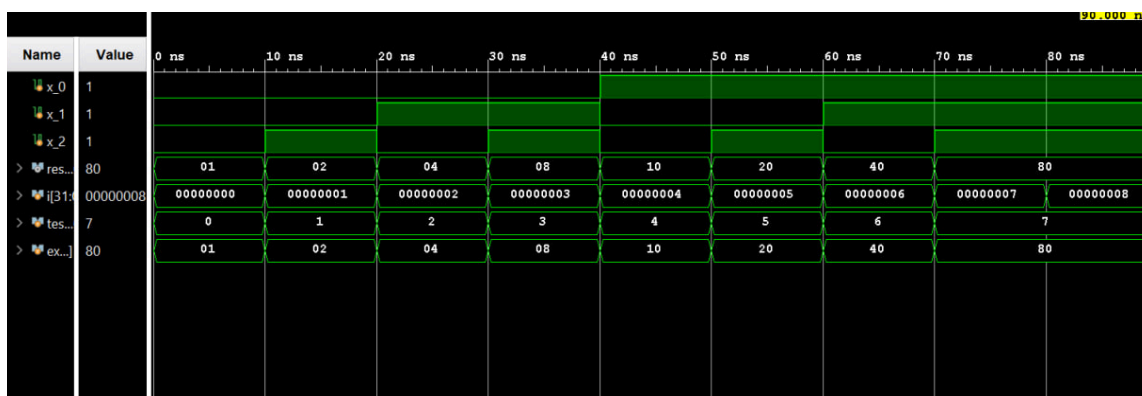 90.000 n
Name Value 0 ns 10 ns 20 ns 30 ns 40 ns 50 ns 60 ns 70 ns 80 ns
x_0 1
x_1 1
x_2 1
> res... 80 01 02 04 08 10 20 40 80
> i[31: 00000008 00000000 00000001 00000002 00000003 00000004 00000005 00000006 00000007 00000008
> tes... 7 0 1 2 3 4 5 6 7
> ex...] 80 01 02 04 08 10 20 40 80